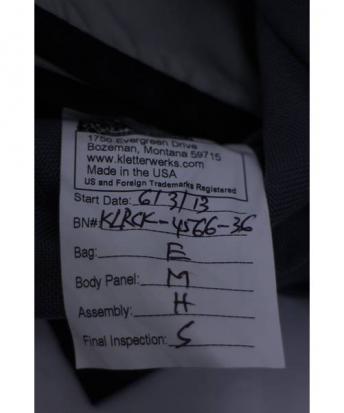 1755 Evergreen Drive
Bozeman, Montana 59715
www.kletterwerks.com
Made in the USA
US and Foreign Trademarks Registered
Start Date: 6/3/13
BN# KLRCK-4566-36
Bag: E
Body Panel: M
Assembly: H
Final Inspection: S